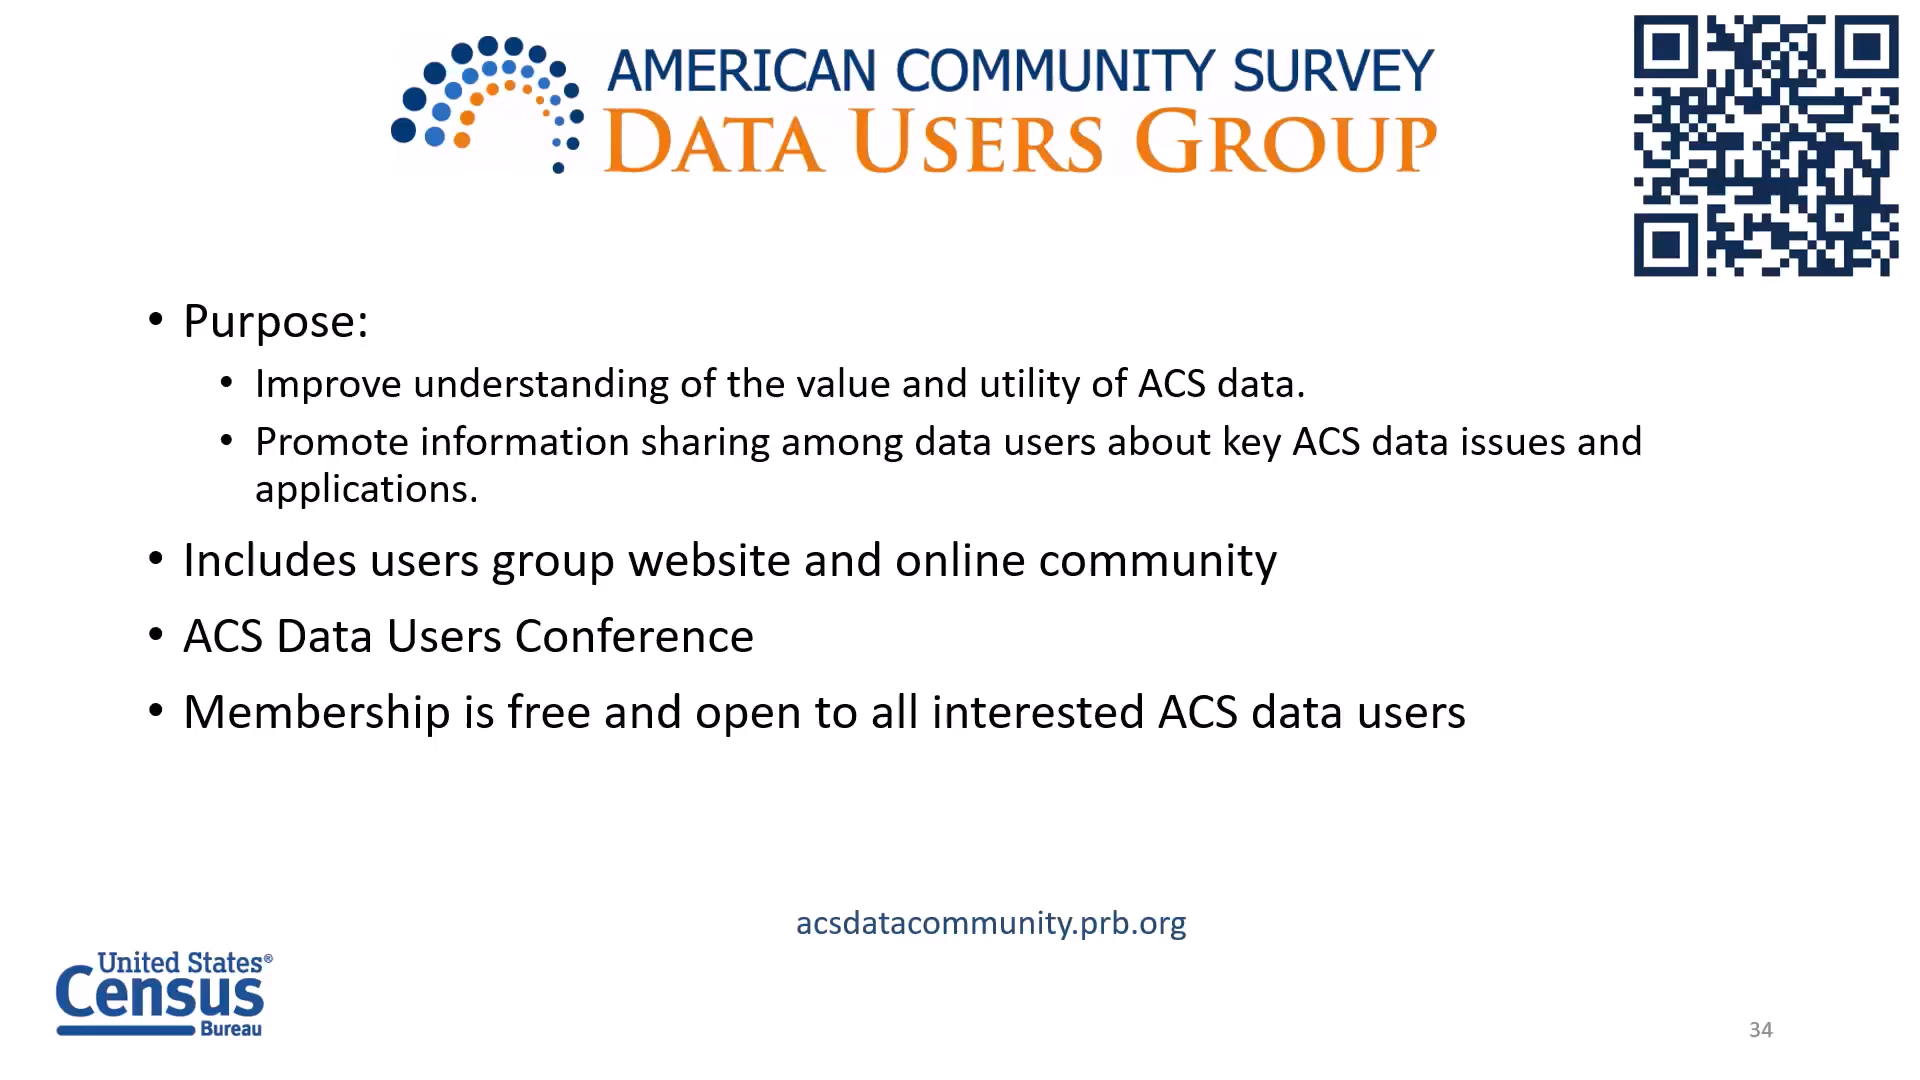 AMERICAN COMMUNITY SURVEY
DATA USERS GROUP
• Purpose:
• Improve understanding of the value and utility of ACS data.
• Promote information sharing among data users about key ACS data issues and
applications.
• Includes users group website and online community
• ACS Data Users Conference
• Membership is free and open to all interested ACS data users
acsdatacommunity.prb.org
United States®
Census
Bureau
34